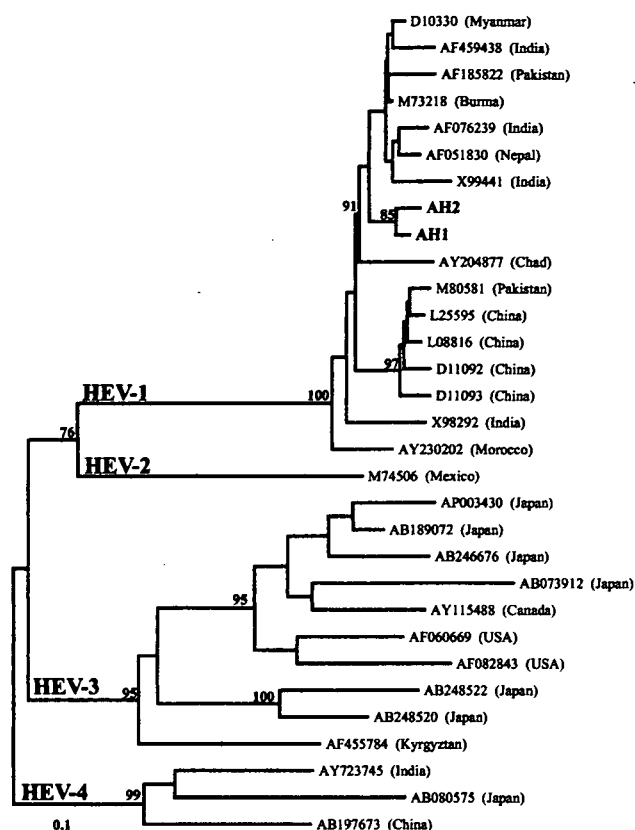 D10330 (Myanmar)
AF459438 (India)
AF185822 (Pakistan)
M73218 (Burma)
AF076239 (India)
AF051830 (Nepal)
X99441 (India)
91
85
AH2
AH1
AY204877 (Chad)
M80581 (Pakistan)
L25595 (China)
L08816 (China)
97
D11092 (China)
HEV-1
100
D11093 (China)
X98292 (India)
76
AY230202 (Morocco)
HEV-2
M74506 (Mexico)
AP003430 (Japan)
AB189072 (Japan)
AB246676 (Japan)
AB073912 (Japan)
95
AY115488 (Canada)
AF060669 (USA)
AF082843 (USA)
HEV-3
95
100
AB248522 (Japan)
AB248520 (Japan)
AF455784 (Kyrgyztan)
AY723745 (India)
HEV-4
99
AB080575 (Japan)
0.1
AB197673 (China)